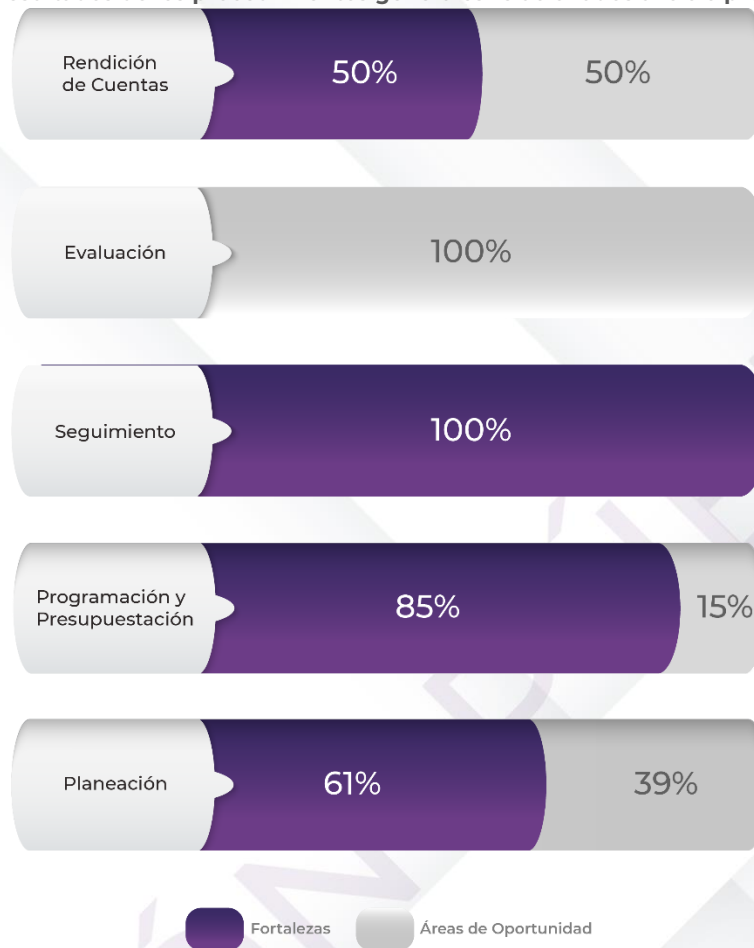 Rendición
de Cuentas
50%
50%
Evaluación
100%
Seguimiento
100%
Programación y
Presupuestación
85%
15%
Planeación
61%
39%
Fortalezas
Áreas de Oportunidad